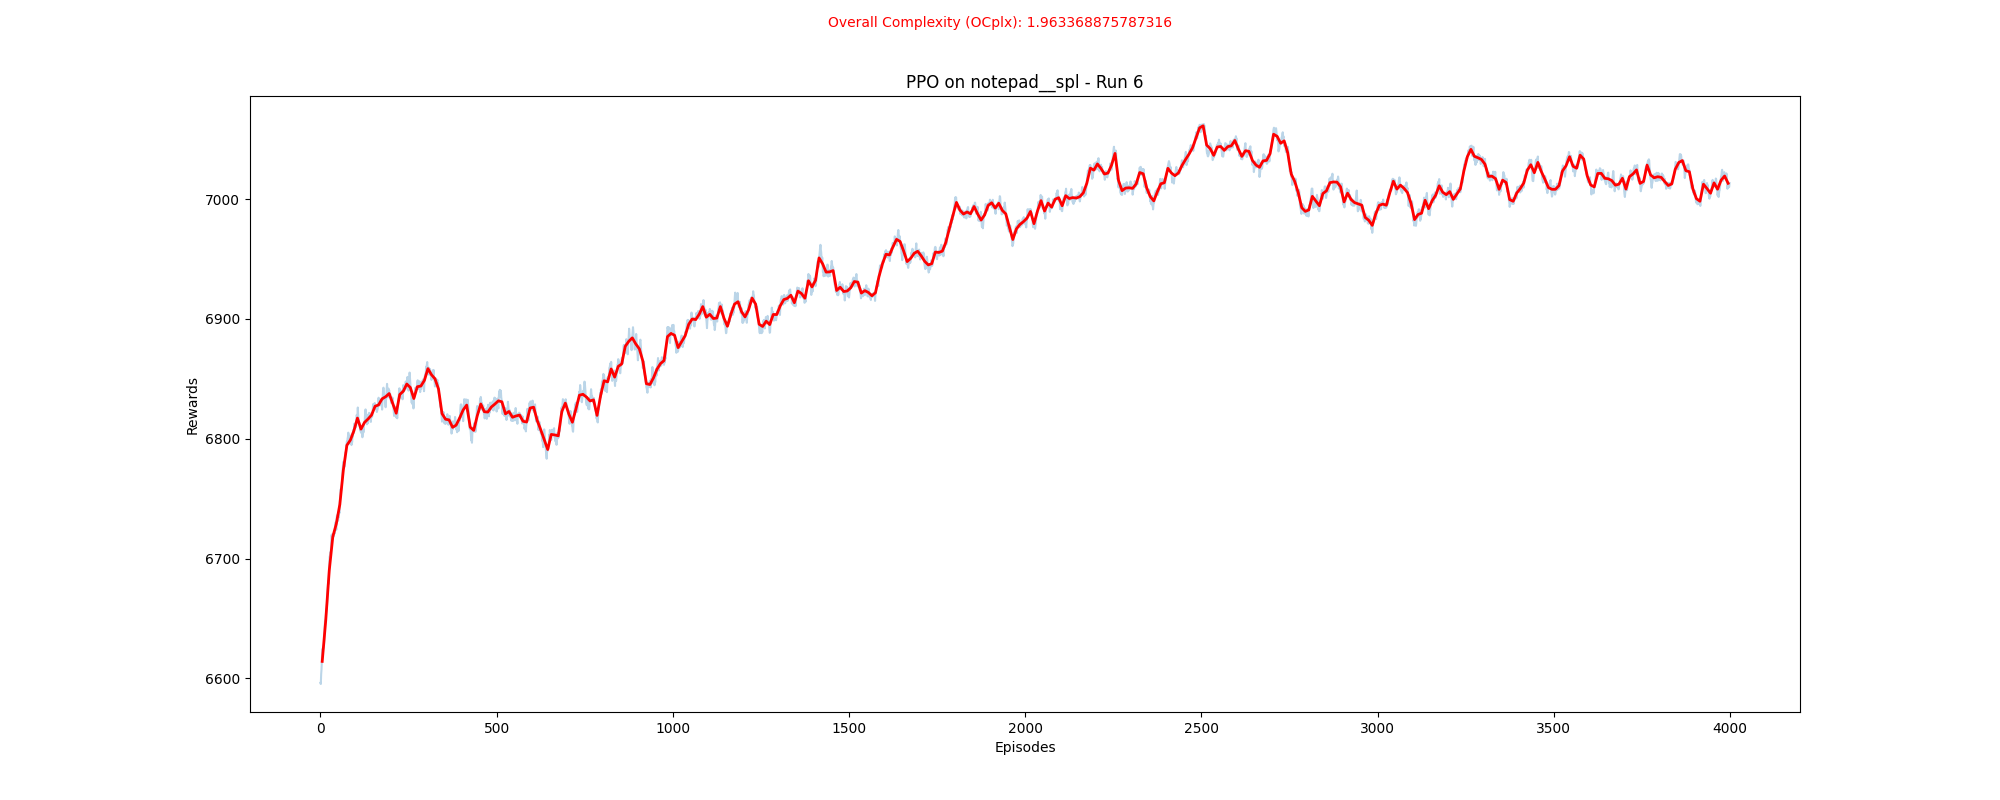 Overall Complexity (OCplx): 1.963368875787316
PPO on notepad__spl - Run 6
Rewards
7000
6900
6800
6700
6600
0 500 1000 1500 2000 2500 3000 3500 4000
Episodes